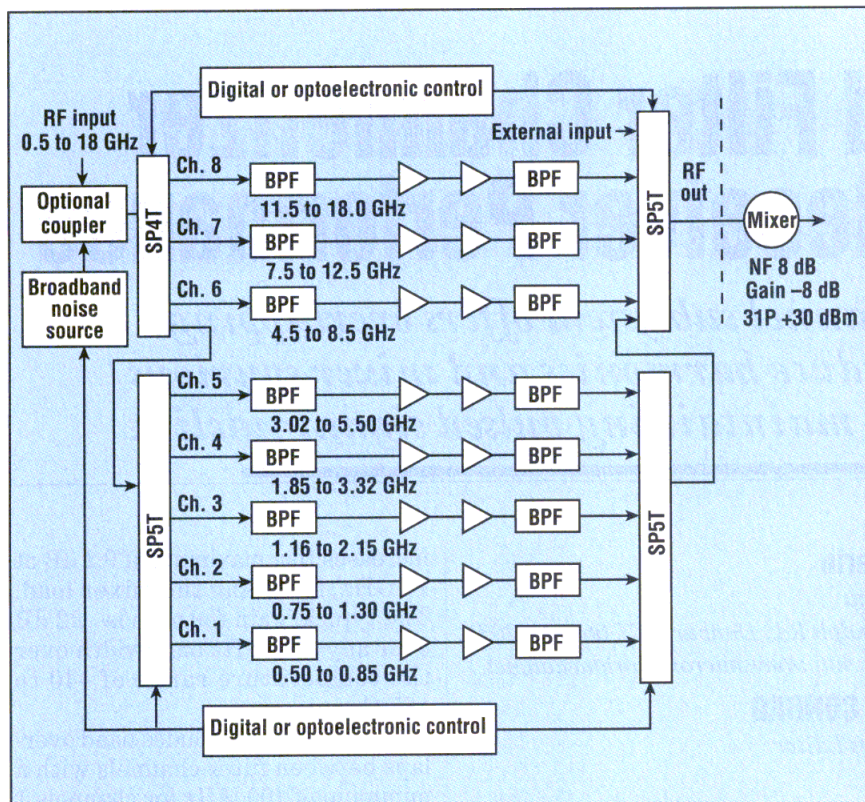 Digital or optoelectronic control
RF input
0.5 to 18 GHz
External input
Optional
coupler
Broadband
noise
source
SP4T
Ch. 8
BPF
BPF
11.5 to 18.0 GHz
Ch. 7
BPF
BPF
7.5 to 12.5 GHz
Ch. 6
BPF
BPF
4.5 to 8.5 GHz
SP5T
RF
out
Mixer
NF 8 dB
Gain –8 dB
31P +30 dBm
SP5T
Ch. 5
BPF
BPF
3.02 to 5.50 GHz
Ch. 4
BPF
BPF
1.85 to 3.32 GHz
Ch. 3
BPF
BPF
1.16 to 2.15 GHz
Ch. 2
BPF
BPF
0.75 to 1.30 GHz
Ch. 1
BPF
BPF
0.50 to 0.85 GHz
SP5T
Digital or optoelectronic control